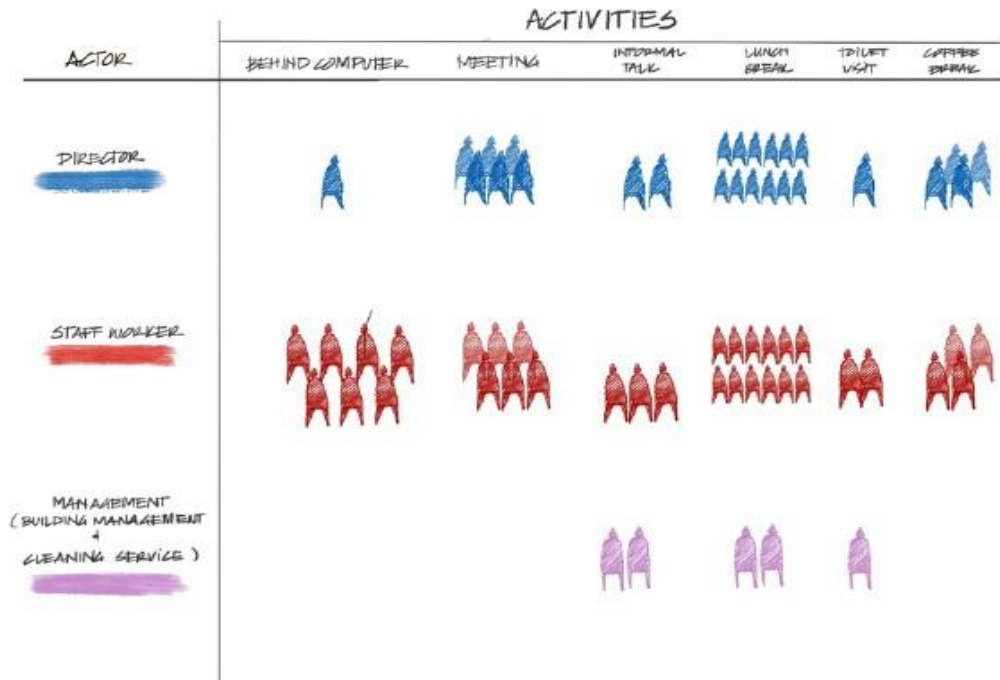 ACTIVITIES
ACTOR
BEHIND COMPUTER
MEETING
INFORMAL
TALK
LUNCH
BREAK
TOILET
VISIT
COFFEE
BREAK
DIRECTOR
STAFF WORKER
MANAGEMENT
(BUILDING MANAGEMENT
+
CLEANING SERVICE)